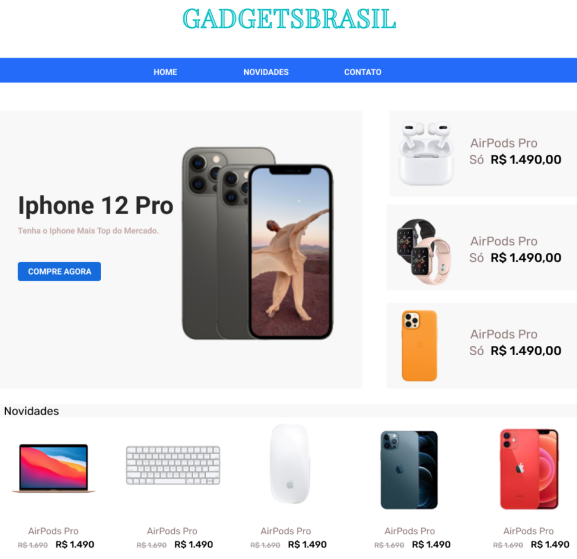 GADGETSBRASIL
HOME NOVIDADES CONTATO
Iphone 12 Pro
Tenha o Iphone Mais Top do Mercado.
COMPRE AGORA
AirPods Pro
Só R$ 1.490,00
AirPods Pro
Só R$ 1.490,00
AirPods Pro
Só R$ 1.490,00
Novidades
AirPods Pro AirPods Pro AirPods Pro AirPods Pro AirPods Pro
R$ 1.690 R$ 1.490 R$ 1.690 R$ 1.490 R$ 1.690 R$ 1.490 R$ 1.690 R$ 1.490 R$ 1.690 R$ 1.490